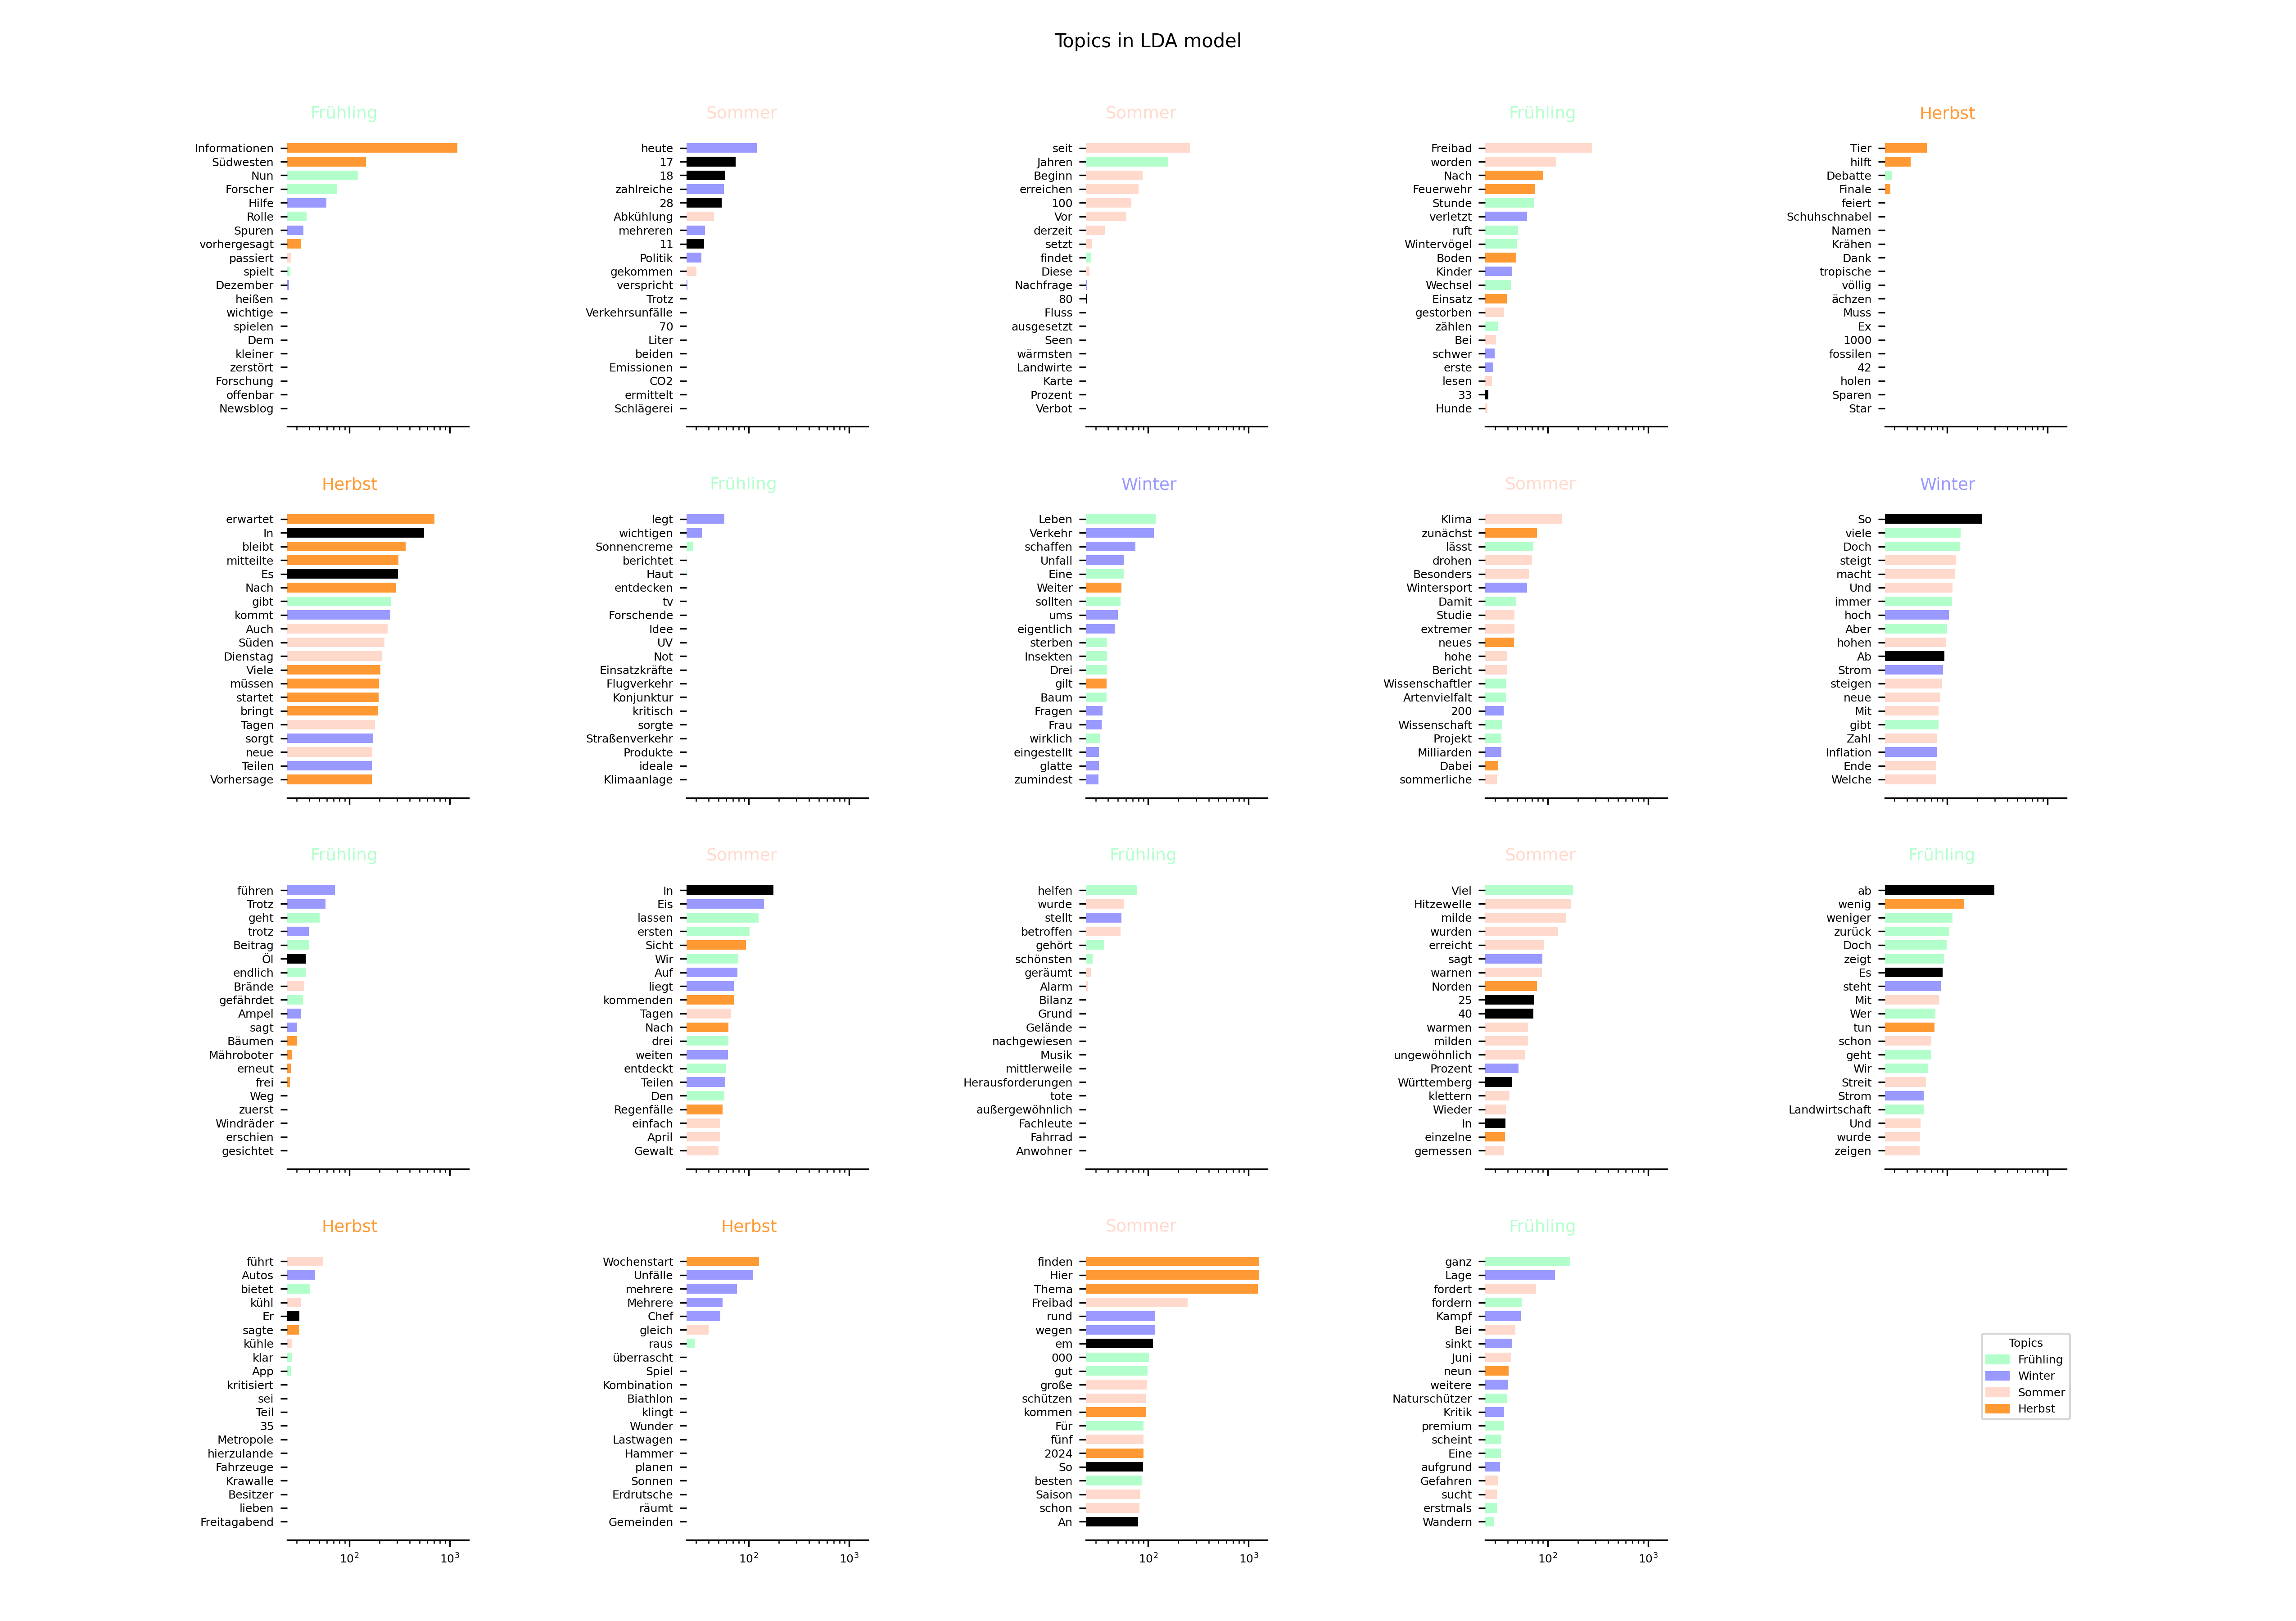 Topics in LDA model
Frühling
Informationen
Südwesten
Nun
Forscher
Hilfe
Rolle
Spuren
vorhergesagt
passiert
spielt
Dezember
heißen
wichtige
spielen
Dem
kleiner
zerstört
Forschung
offenbar
Newsblog
Sommer
heute
17
18
zahlreiche
28
Abkühlung
mehreren
11
Politik
gekommen
verspricht
Trotz
Verkehrsunfälle
70
Liter
beiden
Emissionen
CO2
ermittelt
Schlägerei
Sommer
seit
Jahren
Beginn
erreichen
100
Vor
derzeit
setzt
findet
Diese
Nachfrage
80
Fluss
ausgesetzt
Seen
wärmsten
Landwirte
Karte
Prozent
Verbot
Frühling
Freibad
worden
Nach
Feuerwehr
Stunde
verletzt
ruft
Wintervögel
Boden
Kinder
Wechsel
Einsatz
gestorben
zählen
Bei
schwer
erste
lesen
33
Hunde
Herbst
Tier
hilft
Debatte
Finale
feiert
Schuhschnabel
Namen
Krähen
Dank
tropische
völlig
ächzen
Muss
Ex
1000
fossilen
42
holen
Sparen
Star
Herbst
erwartet
In
bleibt
mitteilte
Es
Nach
gibt
kommt
Auch
Süden
Dienstag
Viele
müssen
startet
bringt
Tagen
sorgt
neue
Teilen
Vorhersage
Frühling
legt
wichtigen
Sonnencreme
berichtet
Haut
entdecken
tv
Forschende
Idee
UV
Not
Einsatzkräfte
Flugverkehr
Konjunktur
kritisch
sorgte
Straßenverkehr
Produkte
ideale
Klimaanlage
Winter
Leben
Verkehr
schaffen
Unfall
Eine
Weiter
sollten
ums
eigentlich
sterben
Insekten
Drei
gilt
Baum
Fragen
Frau
wirklich
eingestellt
glatte
zumindest
Sommer
Klima
zunächst
lässt
drohen
Besonders
Wintersport
Damit
Studie
extremer
neues
hohe
Bericht
Wissenschaftler
Artenvielfalt
200
Wissenschaft
Projekt
Milliarden
Dabei
sommerliche
Winter
So
viele
Doch
steigt
macht
Und
immer
hoch
Aber
hohen
Ab
Strom
steigen
neue
Mit
gibt
Zahl
Inflation
Ende
Welche
Frühling
führen
Trotz
geht
trotz
Beitrag
Öl
endlich
Brände
gefährdet
Ampel
sagt
Bäumen
Mähroboter
erneut
frei
Weg
zuerst
Windräder
erschien
gesichtet
Sommer
In
Eis
lassen
ersten
Sicht
Wir
Auf
liegt
kommenden
Tagen
Nach
drei
weiten
entdeckt
Teilen
Den
Regenfälle
einfach
April
Gewalt
Frühling
helfen
wurde
stellt
betroffen
gehört
schönsten
geräumt
Alarm
Bilanz
Grund
Gelände
nachgewiesen
Musik
mittlerweile
Herausforderungen
tote
außergewöhnlich
Fachleute
Fahrrad
Anwohner
Sommer
Viel
Hitzewelle
milde
wurden
erreicht
sagt
warnen
Norden
25
40
warmen
milden
ungewöhnlich
Prozent
Württemberg
klettern
Wieder
In
einzelne
gemessen
Frühling
ab
wenig
weniger
zurück
Doch
zeigt
Es
steht
Mit
Wer
tun
schon
geht
Wir
Streit
Strom
Landwirtschaft
Und
wurde
zeigen
Herbst
führt
Autos
bietet
kühl
Er
sagte
kühle
klar
App
kritisiert
sei
Teil
35
Metropole
hierzulande
Fahrzeuge
Krawalle
Besitzer
lieben
Freitagabend
10² 10³
Herbst
Wochenstart
Unfälle
mehrere
Mehrere
Chef
gleich
raus
überrascht
Spiel
Kombination
Biathlon
klingt
Wunder
Lastwagen
Hammer
planen
Sonnen
Erdrutsche
räumt
Gemeinden
10² 10³
Sommer
finden
Hier
Thema
Freibad
rund
wegen
em
000
gut
große
schützen
kommen
Für
fünf
2024
So
besten
Saison
schon
An
10² 10³
Frühling
ganz
Lage
fordert
fordern
Kampf
Bei
sinkt
Juni
neun
weitere
Naturschützer
Kritik
premium
scheint
Eine
aufgrund
Gefahren
sucht
erstmals
Wandern
10² 10³
Topics
Frühling
Winter
Sommer
Herbst